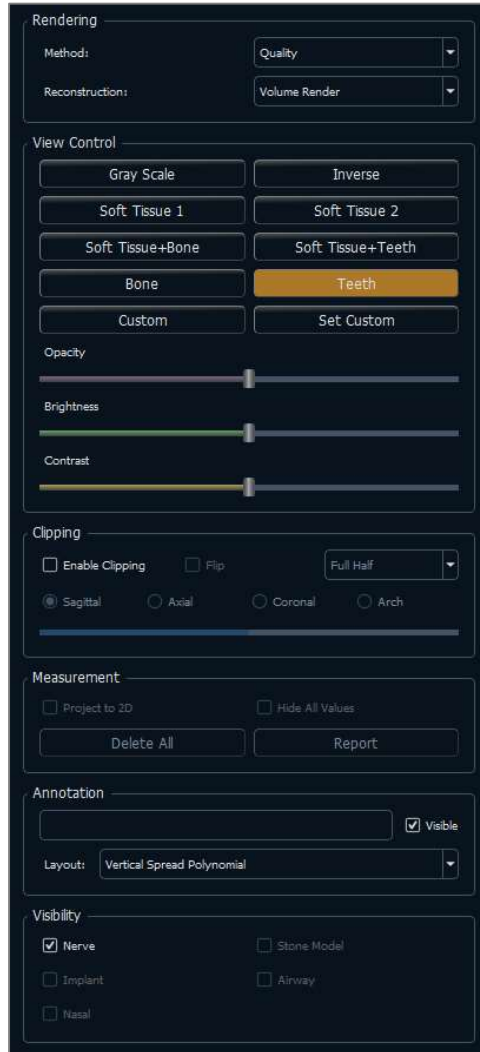 Rendering
Method: Quality
Reconstruction: Volume Render
View Control
Gray Scale Inverse
Soft Tissue 1 Soft Tissue 2
Soft Tissue+Bone Soft Tissue+Teeth
Bone Teeth
Custom Set Custom
Opacity
Brightness
Contrast
Clipping
Enable Clipping Flip Full Half
Sagittal Axial Coronal Arch
Measurement
Project to 2D Hide All Values
Delete All Report
Annotation
Visible
Layout: Vertical Spread Polynomial
Visibility
Nerve Stone Model
Implant Airway
Nasal